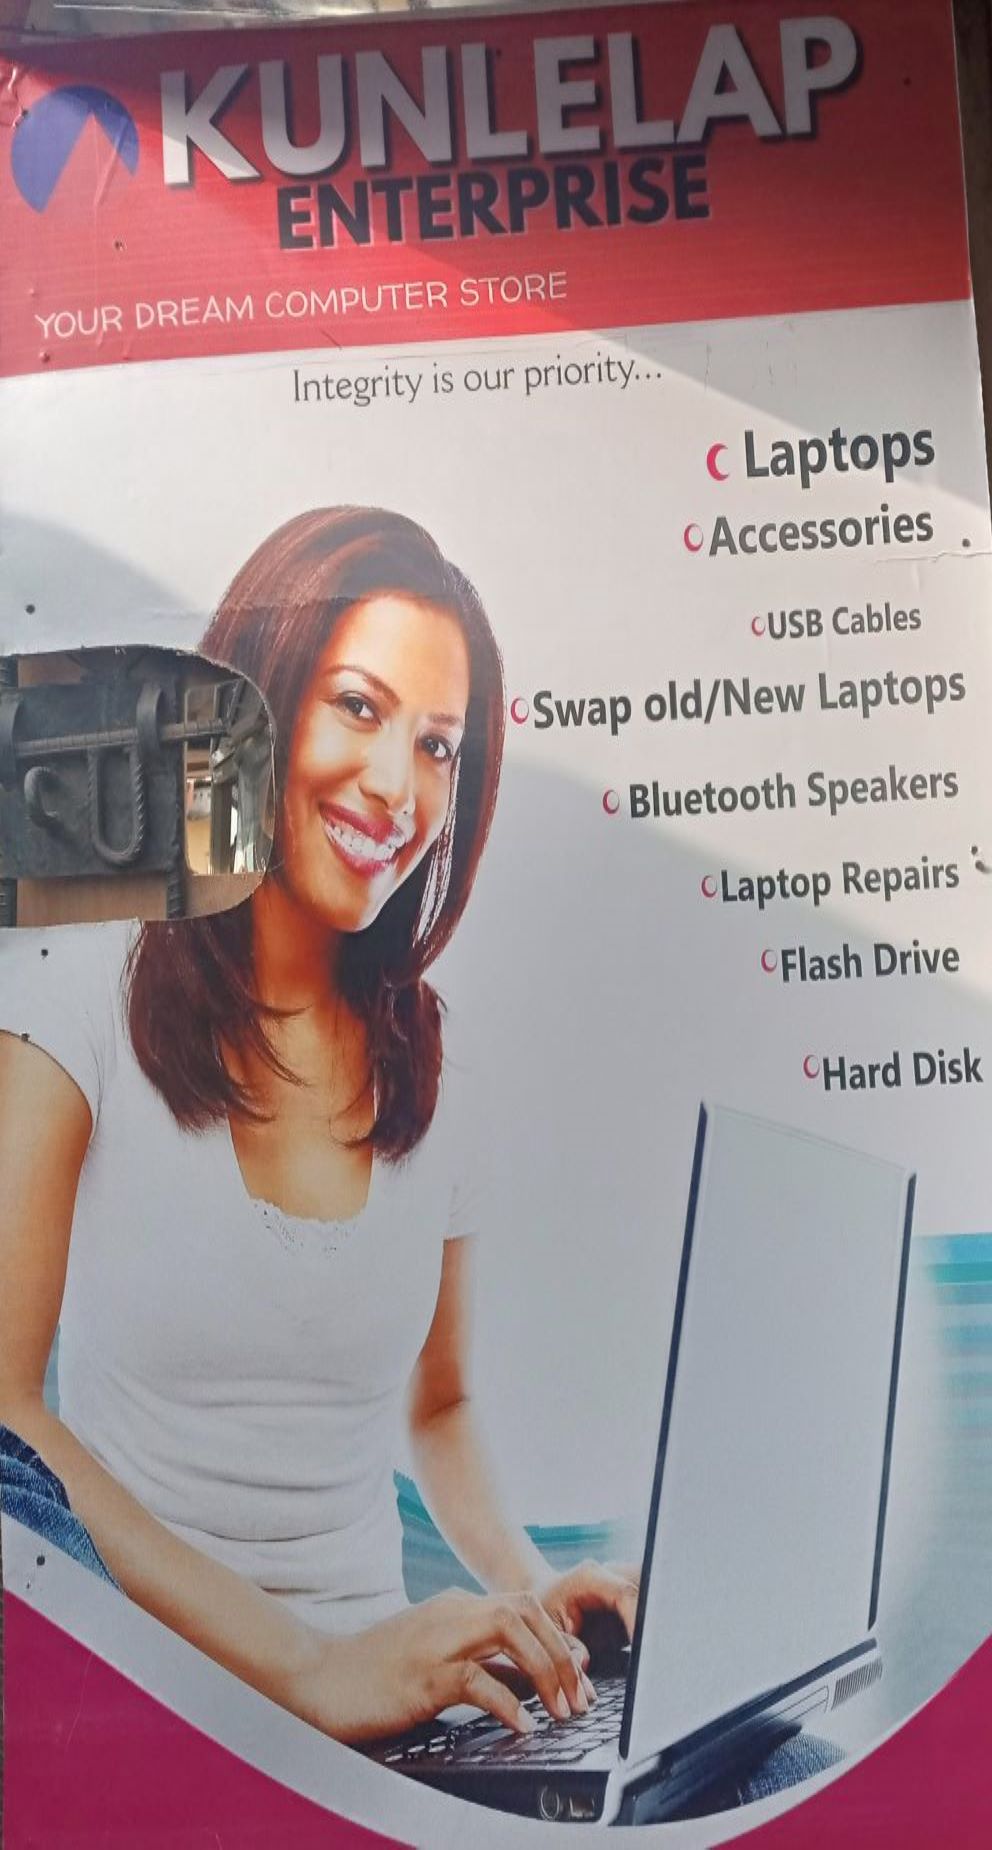 KUNLELAP
ENTERPRISE
YOUR DREAM COMPUTER STORE
Integrity is our priority...
Laptops
Accessories
USB Cables
Swap old/New Laptops
Bluetooth Speakers
Laptop Repairs
Flash Drive
Hard Disk